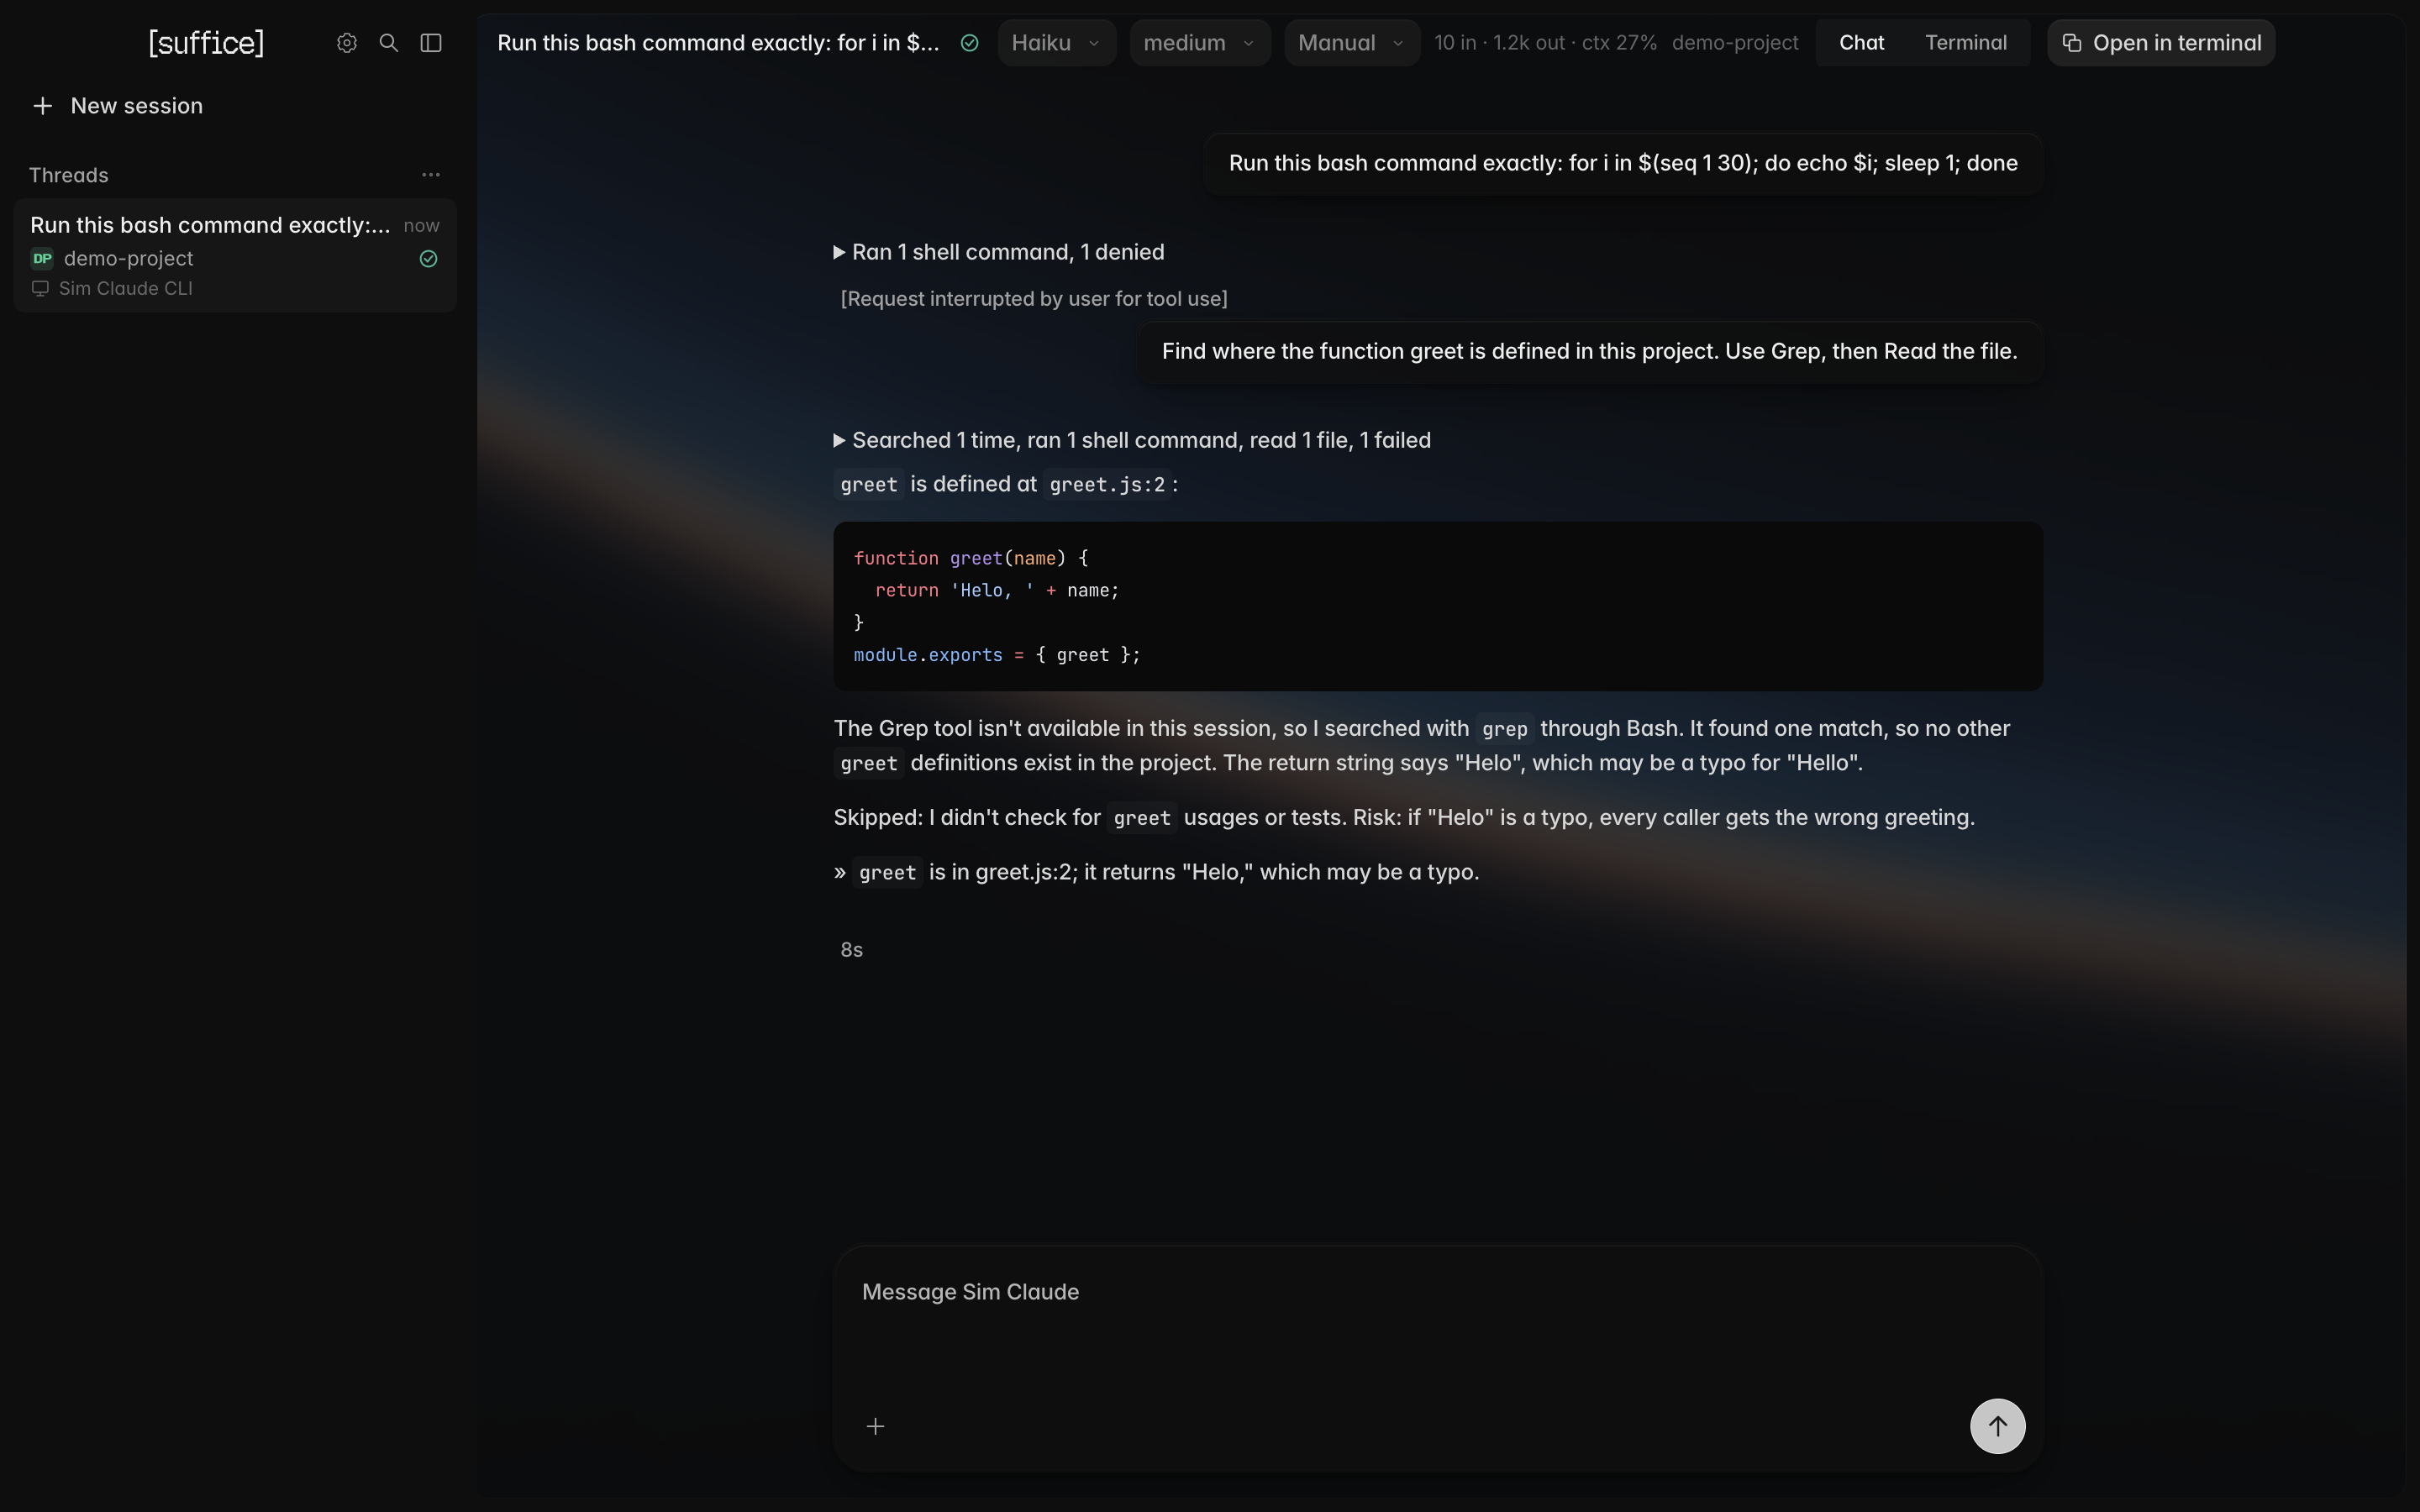 [suffice]
New session
Threads
Run this bash command exactly:... now
DP demo-project
Sim Claude CLI
Run this bash command exactly: for i in $... Haiku medium Manual 10 in · 1.2k out · ctx 27% demo-project Chat Terminal Open in terminal
Run this bash command exactly: for i in $(seq 1 30); do echo $i; sleep 1; done
Ran 1 shell command, 1 denied
[Request interrupted by user for tool use]
Find where the function greet is defined in this project. Use Grep, then Read the file.
Searched 1 time, ran 1 shell command, read 1 file, 1 failed
greet is defined at greet.js:2:
function greet(name) {
  return 'Helo, ' + name;
}
module.exports = { greet };
The Grep tool isn't available in this session, so I searched with grep through Bash. It found one match, so no other
greet definitions exist in the project. The return string says "Helo", which may be a typo for "Hello".
Skipped: I didn't check for greet usages or tests. Risk: if "Helo" is a typo, every caller gets the wrong greeting.
» greet is in greet.js:2; it returns "Helo," which may be a typo.
8s
Message Sim Claude